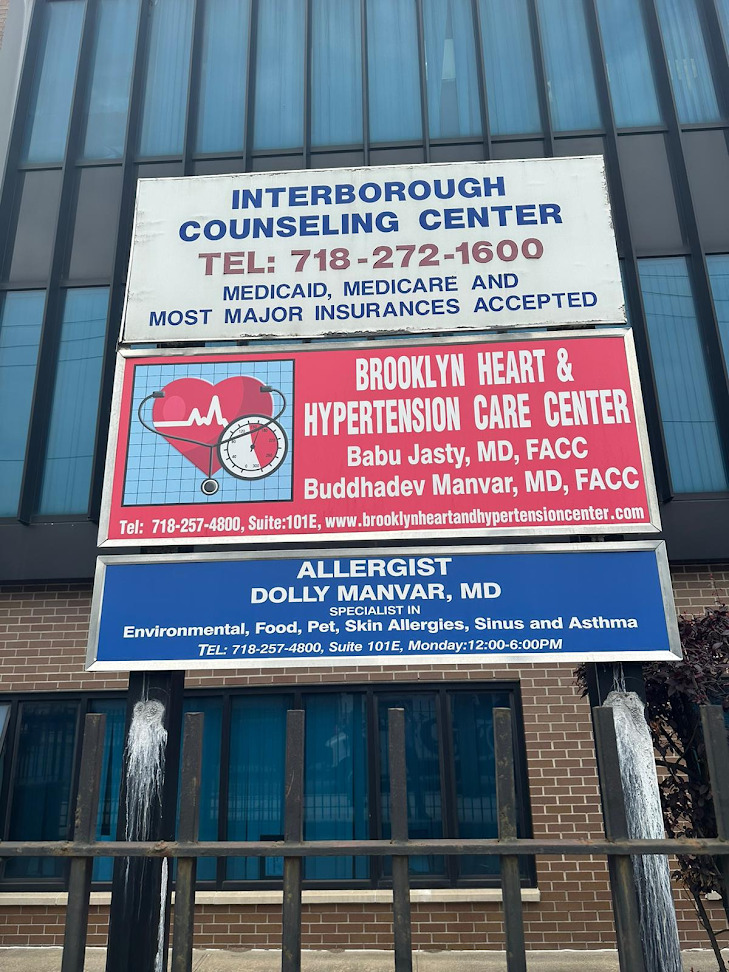 INTERBOROUGH
COUNSELING CENTER
TEL: 718-272-1600
MEDICAID, MEDICARE AND
MOST MAJOR INSURANCES ACCEPTED
BROOKLYN HEART &
HYPERTENSION CARE CENTER
Babu Jasty, MD, FACC
Buddhadev Manvar, MD, FACC
Tel: 718-257-4800, Suite:101E, www.brooklynheartandhypertensioncenter.com
ALLERGIST
DOLLY MANVAR, MD
SPECIALIST IN
Environmental, Food, Pet, Skin Allergies, Sinus and Asthma
TEL: 718-257-4800, Suite 101E, Monday:12:00-6:00PM